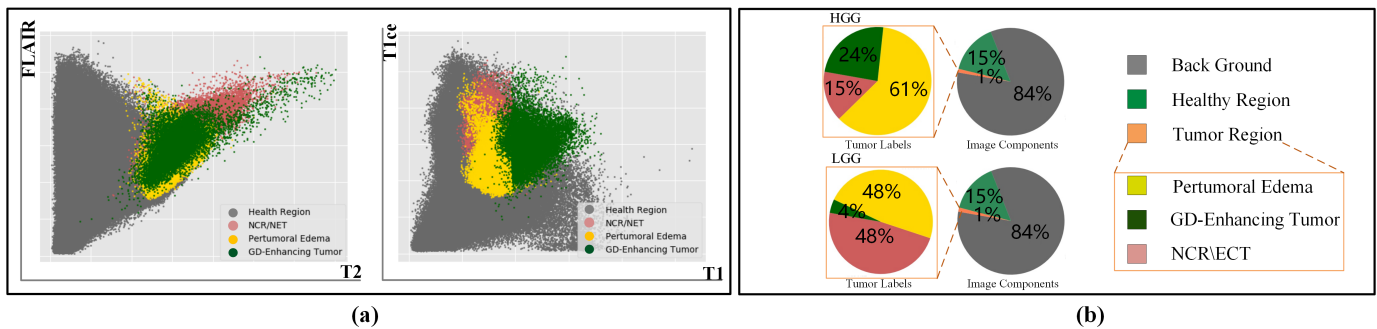 FLAIR
Health Region
NCR/NET
Pertumoral Edema
GD-Enhancing Tumor
T2
T1ce
Health Region
NCR/NET
Pertumoral Edema
GD-Enhancing Tumor
T1
(a)
HGG
24%
15%
61%
Tumor Labels
15%
1%
84%
Image Components
LGG
48%
4%
48%
Tumor Labels
15%
1%
84%
Image Components
Back Ground
Healthy Region
Tumor Region
Pertumoral Edema
GD-Enhancing Tumor
NCR\ECT
(b)